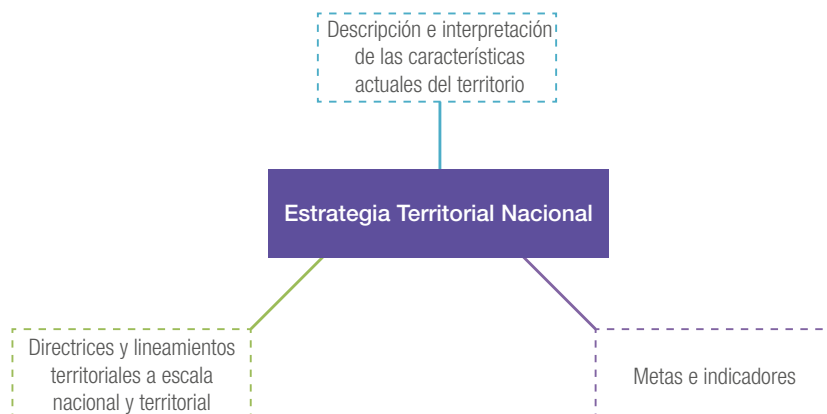 Descripción e interpretación
de las características
actuales del territorio
Estrategia Territorial Nacional
Directrices y lineamientos
territoriales a escala
nacional y territorial
Metas e indicadores